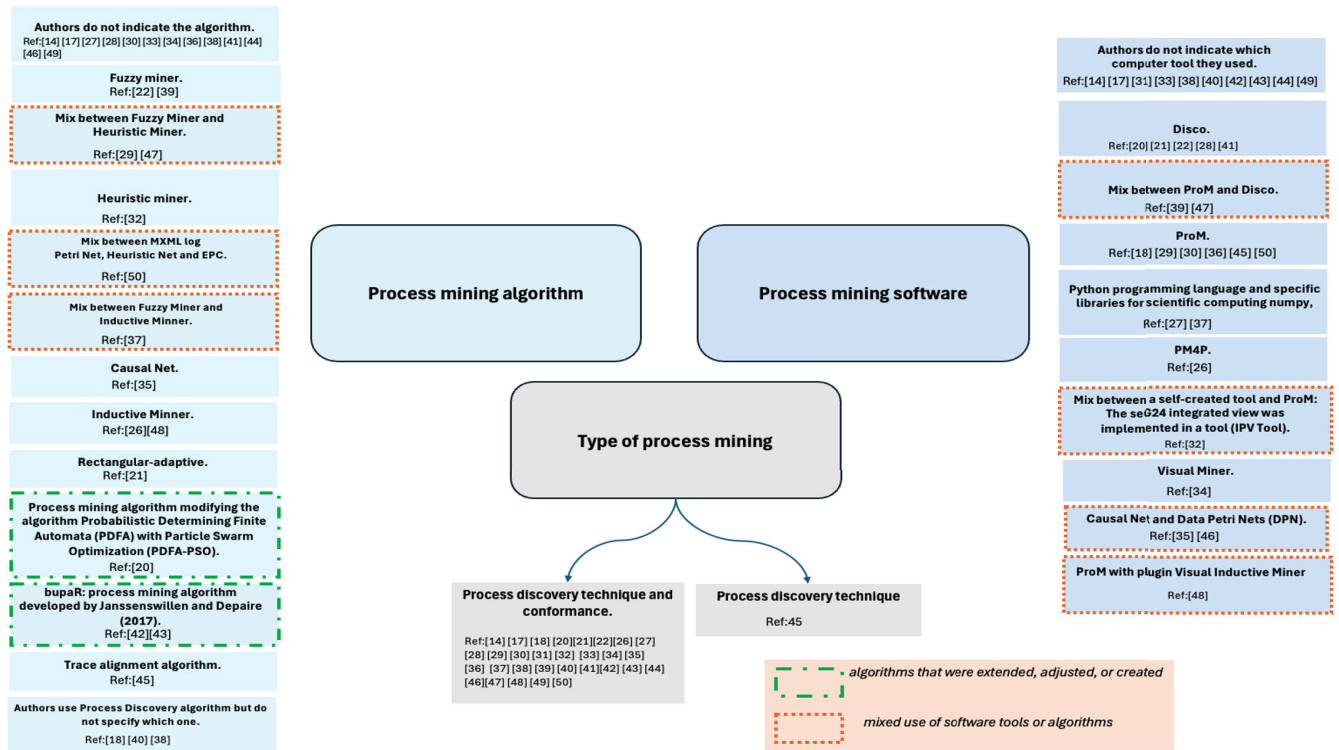 Authors do not indicate the algorithm.
Ref:[14] [17] [27] [28] [30] [33] [34] [36] [38] [41] [44]
[46] [49]
Fuzzy miner.
Ref:[22] [39]
Mix between Fuzzy Miner and
Heuristic Miner.
Ref:[29] [47]
Heuristic miner.
Ref:[32]
Mix between MXML log
Petri Net, Heuristic Net and EPC.
Ref:[50]
Mix between Fuzzy Miner and
Inductive Minner.
Ref:[37]
Causal Net.
Ref:[35]
Inductive Minner.
Ref:[26][48]
Rectangular-adaptive.
Ref:[21]
Process mining algorithm modifying the
algorithm Probabilistic Determining Finite
Automata (PDFA) with Particle Swarm
Optimization (PDFA-PSO).
Ref:[20]
bupaR: process mining algorithm
developed by Janssenswillen and Depaire
(2017).
Ref:[42][43]
Trace alignment algorithm.
Ref:[45]
Authors use Process Discovery algorithm but do
not specify which one.
Ref:[18] [40] [38]
Process mining algorithm
Process mining software
Type of process mining
Process discovery technique and
conformance.
Ref:[14] [17] [18] [20][21][22][26] [27]
[28] [29] [30] [31] [32] [33] [34] [35]
[36] [37] [38] [39] [40] [41][42] [43] [44]
[46][47] [48] [49] [50]
Process discovery technique
Ref:45
Authors do not indicate which
computer tool they used.
Ref:[14] [17] [31] [33] [38] [40] [42] [43] [44] [49]
Disco.
Ref:[20] [21] [22] [28] [41]
Mix between ProM and Disco.
Ref:[39] [47]
ProM.
Ref:[18] [29] [30] [36] [45] [50]
Python programming language and specific
libraries for scientific computing numpy,
Ref:[27] [37]
PM4P.
Ref:[26]
Mix between a self-created tool and ProM:
The seG24 integrated view was
implemented in a tool (IPV Tool).
Ref:[32]
Visual Miner.
Ref:[34]
Causal Net and Data Petri Nets (DPN).
Ref:[35] [46]
ProM with plugin Visual Inductive Miner
Ref:[48]
algorithms that were extended, adjusted, or created
mixed use of software tools or algorithms